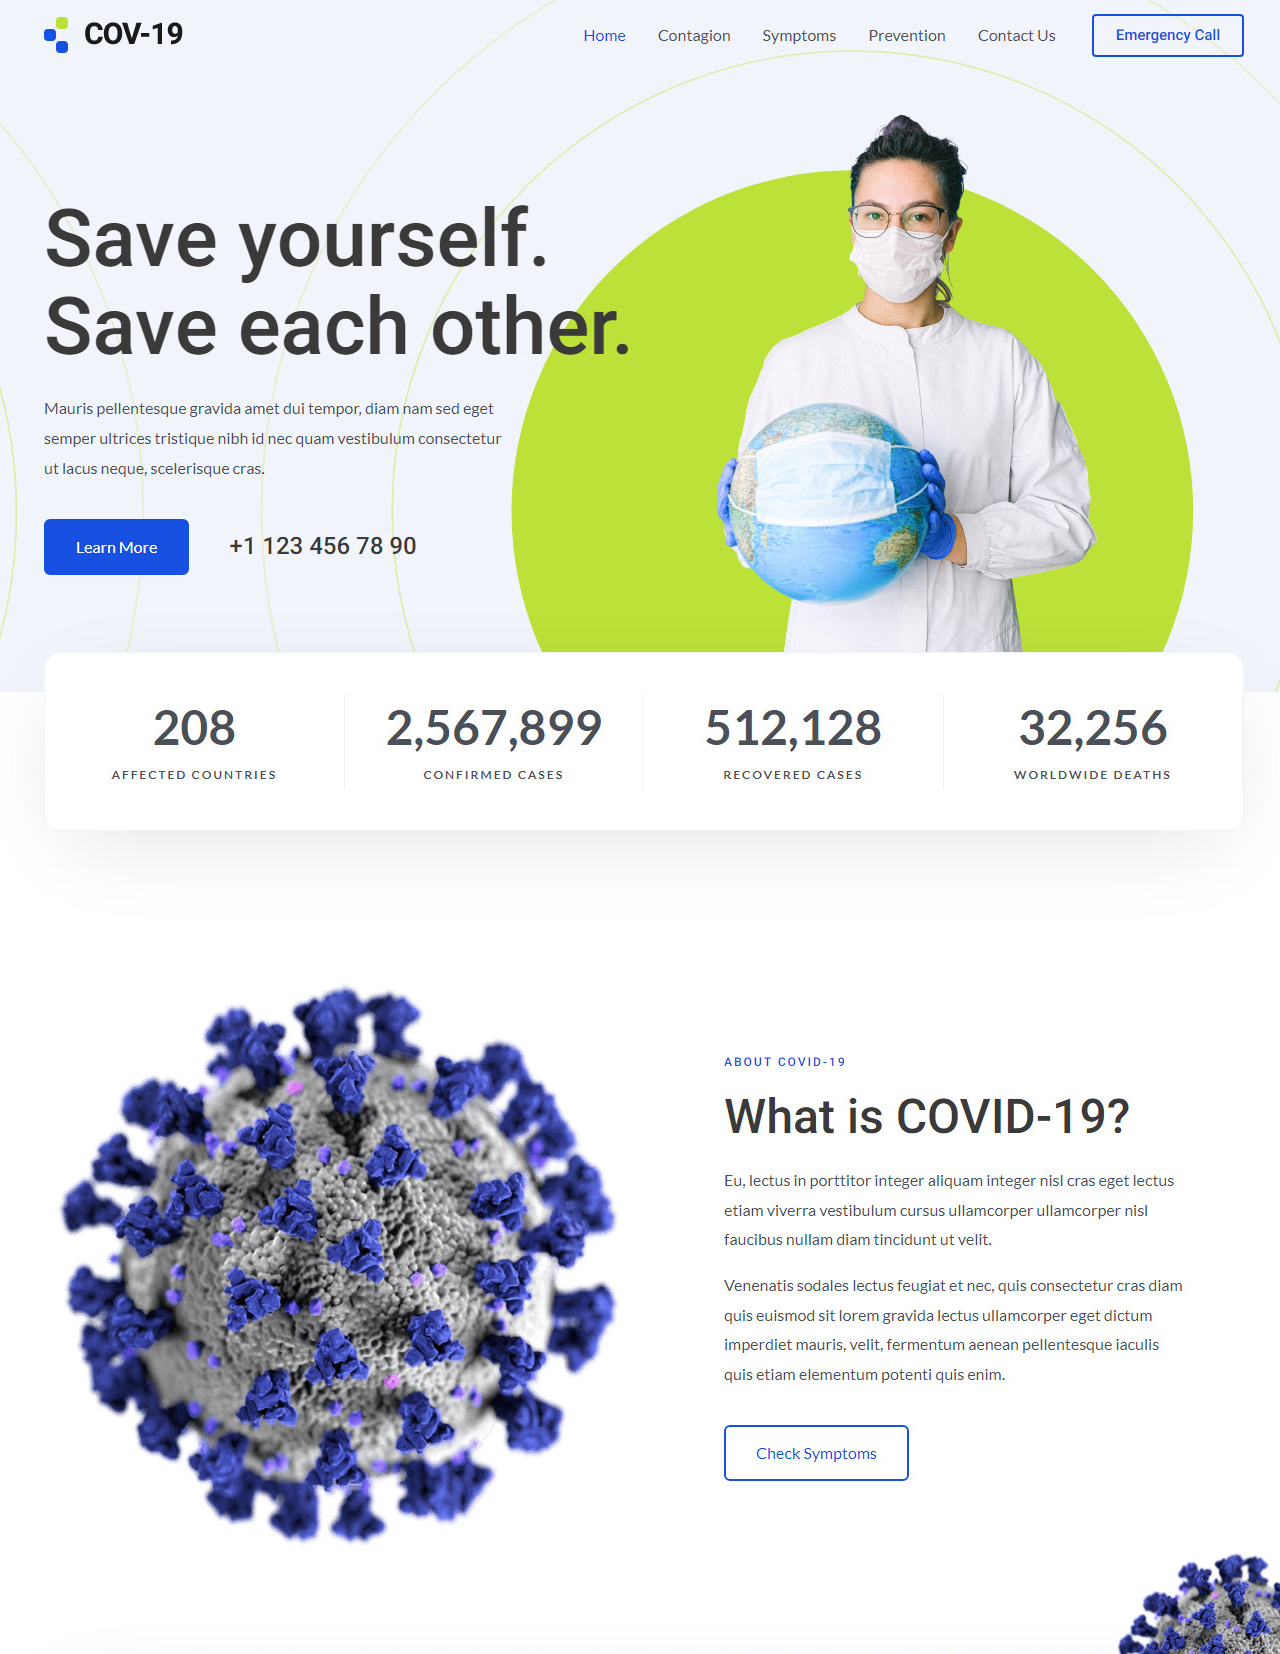 COV-19
Home
Contagion
Symptoms
Prevention
Contact Us
Emergency Call
Save yourself.
Save each other.
Mauris pellentesque gravida amet dui tempor, diam nam sed eget
semper ultrices tristique nibh id nec quam vestibulum consectetur
ut lacus neque, scelerisque cras.
Learn More
+1 123 456 78 90
208
AFFECTED COUNTRIES
2,567,899
CONFIRMED CASES
512,128
RECOVERED CASES
32,256
WORLDWIDE DEATHS
ABOUT COVID-19
What is COVID-19?
Eu, lectus in porttitor integer aliquam integer nisl cras eget lectus
etiam viverra vestibulum cursus ullamcorper ullamcorper nisl
faucibus nullam diam tincidunt ut velit.
Venenatis sodales lectus feugiat et nec, quis consectetur cras diam
quis euismod sit lorem gravida lectus ullamcorper eget dictum
imperdiet mauris, velit, fermentum aenean pellentesque iaculis
quis etiam elementum potenti quis enim.
Check Symptoms